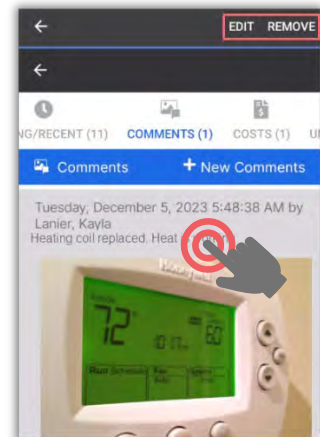 EDIT REMOVE
NG/RECENT (11) COMMENTS (1) COSTS (1) U
Comments + New Comments
Tuesday, December 5, 2023 5:48:38 AM by
Lanier, Kayla
Heating coil replaced. Heat
Honeywell
72 60